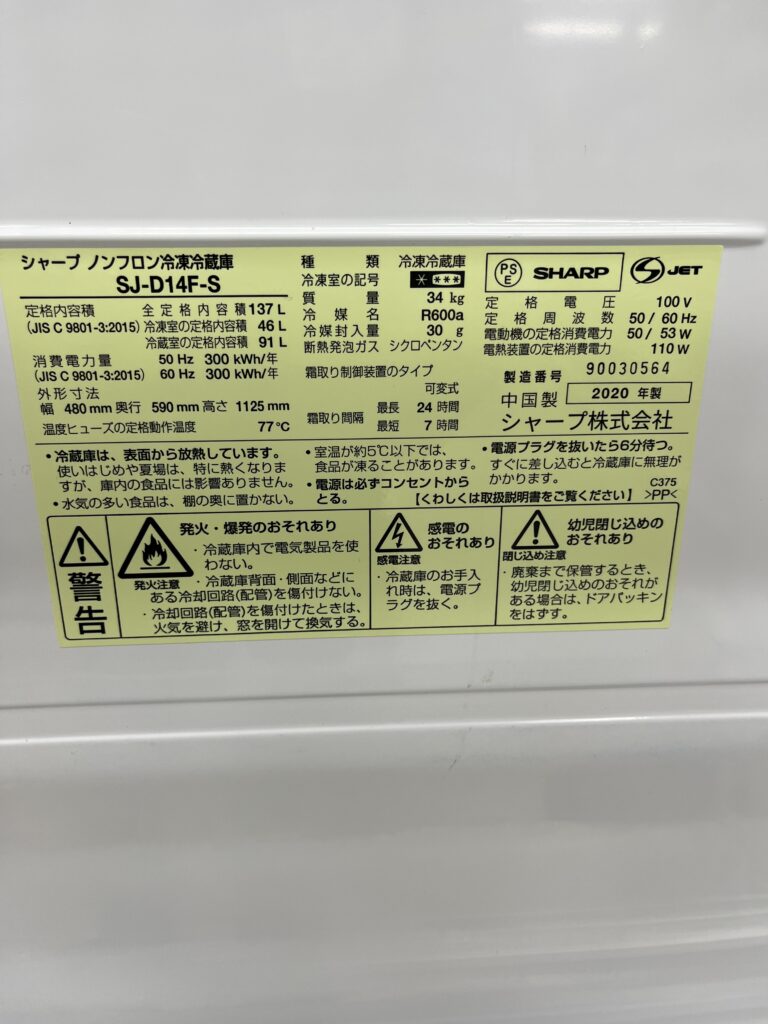 シャープ ノンフロン冷凍冷蔵庫
SJ-D14F-S
定格内容積 全定格内容積 137 L
(JIS C 9801-3:2015) 冷凍室の定格内容積 46 L
冷蔵室の定格内容積 91 L
消費電力量 50 Hz 300 kWh/年
(JIS C 9801-3:2015) 60 Hz 300 kWh/年
外形寸法
幅 480 mm 奥行 590 mm 高さ 1125 mm
温度ヒューズの定格動作温度 77℃
種類 冷凍冷蔵庫
冷凍室の記号 * ***
質量 34 kg
冷媒名 R600a
冷媒封入量 30 g
断熱発泡ガス シクロペンタン
霜取り制御装置のタイプ
可変式
霜取り間隔 最長 24 時間
最短 7 時間
PSE SHARP S JET
定格電圧 100 V
定格周波数 50 / 60 Hz
電動機の定格消費電力 50 / 53 W
電熱装置の定格消費電力 110 W
製造番号 90030564
中国製 2020 年製
シャープ株式会社
・冷蔵庫は、表面から放熱しています。
使いはじめや夏場は、特に熱くなりま
すが、庫内の食品には影響ありません。
・水気の多い食品は、棚の奥に置かない。
・室温が約5℃以下では、
食品が凍ることがあります。
・電源は必ずコンセントから
とる。
・電源プラグを抜いたら6分待つ。
すぐに差し込むと冷蔵庫に無理が
かかります。
C375
【くわしくは取扱説明書をご覧ください】 >PP<
警告
発火・爆発のおそれあり
発火注意
・冷蔵庫内で電気製品を使
わない。
・冷蔵庫背面・側面などに
ある冷却回路(配管)を傷付けない。
・冷却回路(配管)を傷付けたときは、
火気を避け、窓を開けて換気する。
感電の
おそれあり
感電注意
・冷蔵庫のお手入
れ時は、電源プ
ラグを抜く。
幼児閉じ込めの
おそれあり
閉じ込め注意
・廃棄まで保管するとき、
幼児閉じ込めのおそれが
ある場合は、ドアパッキン
をはずす。